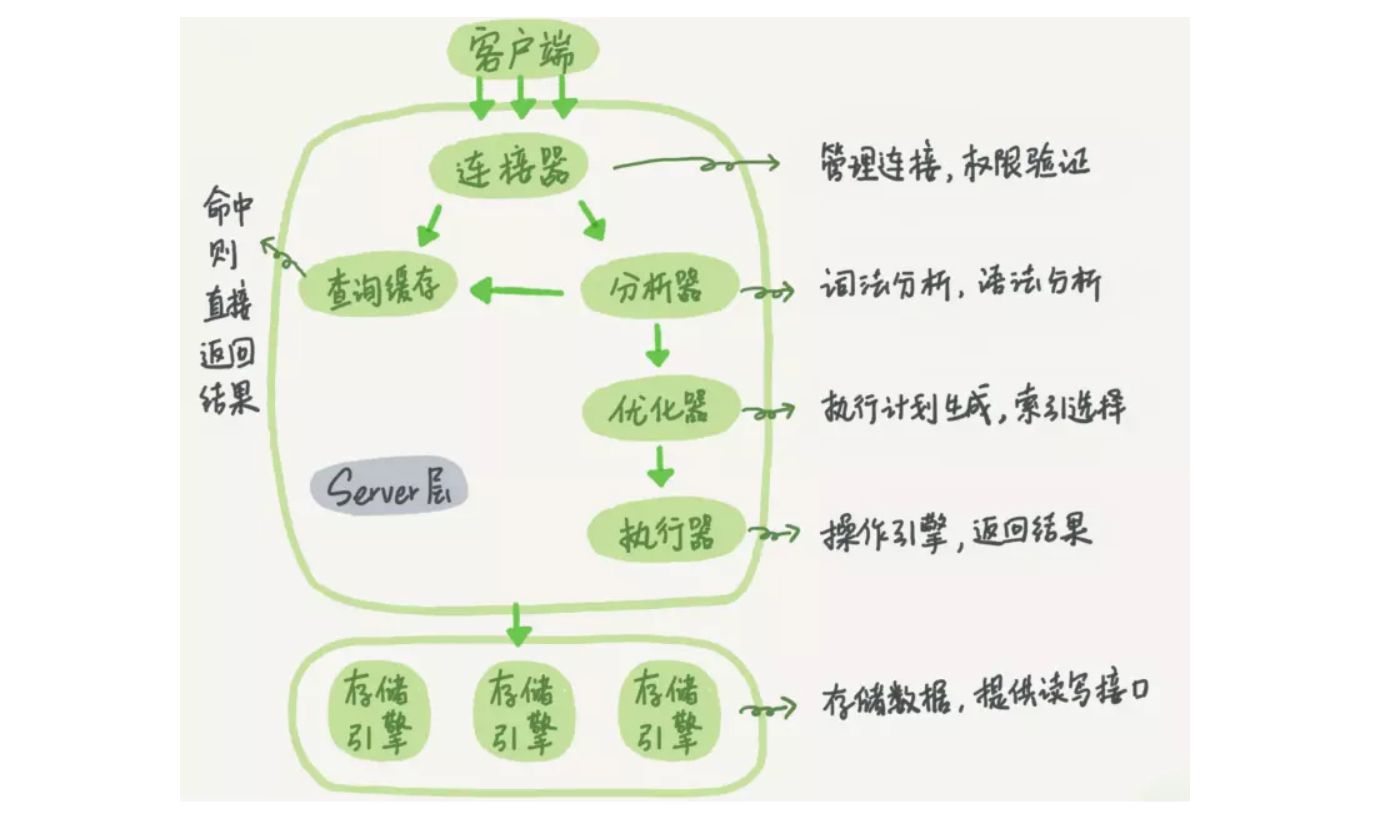 客户端
连接器
管理连接,权限验证
命中
则
直接
返回
结果
查询缓存
分析器
词法分析,语法分析
优化器
执行计划生成,索引选择
Server层
执行器
操作引擎,返回结果
存储
引擎
存储
引擎
存储
引擎
存储数据,提供读写接口